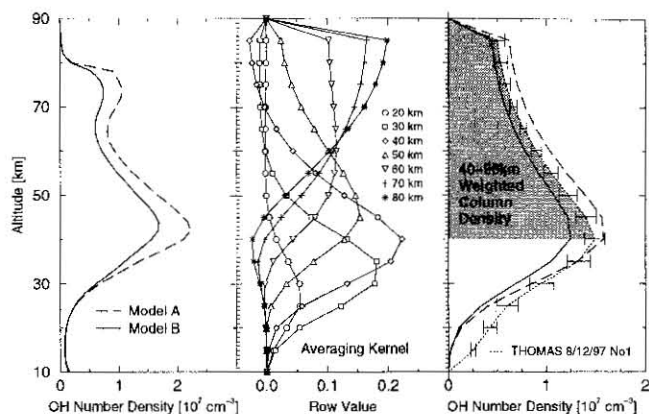 90
70
50
30
10
Altitude [km]
Model A
Model B
0 1 2
OH Number Density [10⁷ cm⁻³]
20 km
30 km
40 km
50 km
60 km
70 km
80 km
Averaging Kernel
0.0 0.0 0.1 0.2
Row Value
Weighted
Column
Density
THOMAS 8/12/97 No1
0 1 2
OH Number Density [10⁷ cm⁻³]